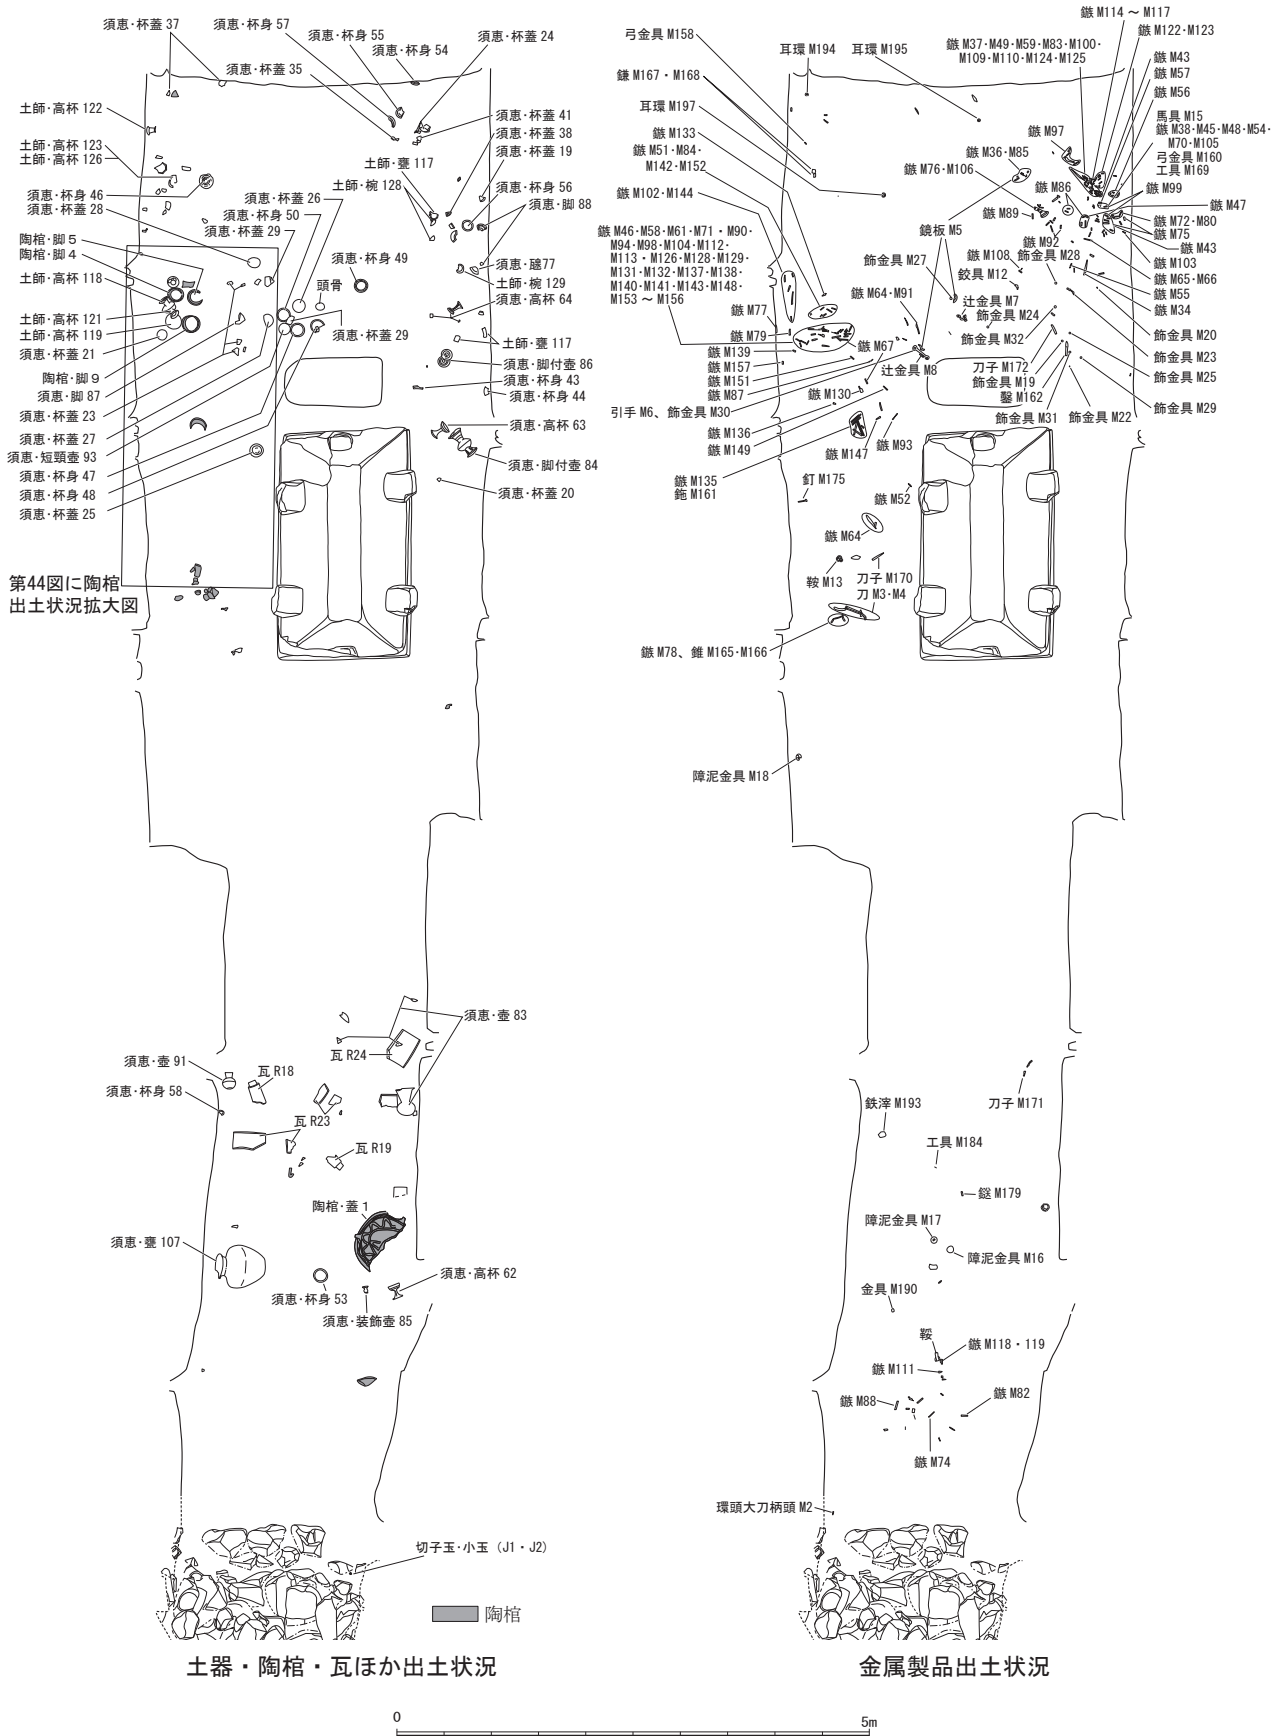 須恵・杯蓋 37
須恵・杯身 57
須恵・杯身 55
須恵・杯身 54
須恵・杯蓋 24
須恵・杯蓋 35
土師・高杯 122
須恵・杯蓋 41
須恵・杯蓋 38
須恵・杯蓋 19
土師・高杯 123
土師・高杯 126
土師・甕 117
土師・椀 128
須恵・杯身 56
須恵・脚 88
須恵・杯身 46
須恵・杯蓋 28
須恵・杯蓋 26
須恵・杯身 50
須恵・杯蓋 29
陶棺・脚 5
陶棺・脚 4
須恵・杯身 49
須恵・𤭯77
土師・高杯 118
頭骨
土師・椀 129
須恵・高杯 64
土師・高杯 121
土師・高杯 119
須恵・杯蓋 21
須恵・杯蓋 29
土師・甕 117
陶棺・脚 9
須恵・脚 87
須恵・脚付壺 86
須恵・杯身 43
須恵・杯身 44
須恵・杯蓋 23
須恵・杯蓋 27
須恵・短頸壺 93
須恵・高杯 63
須恵・杯身 47
須恵・脚付壺 84
須恵・杯身 48
須恵・杯蓋 20
須恵・杯蓋 25
第44図に陶棺
出土状況拡大図
須恵・壺 83
瓦 R24
須恵・壺 91
瓦 R18
須恵・杯身 58
瓦 R23
瓦 R19
陶棺・蓋 1
須恵・甕 107
須恵・高杯 62
須恵・杯身 53
須恵・装飾壺 85
切子玉・小玉（J1・J2）
陶棺
土器・陶棺・瓦ほか出土状況
弓金具 M158
耳環 M194
耳環 M195
鏃 M37・M49・M59・M83・M100・
M109・M110・M124・M125
鏃 M114 ～ M117
鏃 M122・M123
鏃 M43
鏃 M57
鏃 M56
鎌 M167・M168
耳環 M197
馬具 M15
鏃 M38・M45・M48・M54・
M70・M105
弓金具 M160
工具 M169
鏃 M133
鏃 M97
鏃 M51・M84・
M142・M152
鏃 M36・M85
鏃 M76・M106
鏃 M86
鏃 M99
鏃 M102・M144
鏃 M47
鏃 M89
鏃 M72・M80
鏃 M75
鏃 M46・M58・M61・M71・M90・
M94・M98・M104・M112・
M113・M126・M128・M129・
M131・M132・M137・M138・
M140・M141・M143・M148・
M153 ～ M156
鏡板 M5
鏃 M92
鏃 M43
鏃 M108
飾金具 M28
鏃 M103
飾金具 M27
鉸具 M12
鏃 M65・M66
鏃 M64・M91
辻金具 M7
飾金具 M24
鏃 M55
鏃 M77
鏃 M34
鏃 M79
鏃 M67
飾金具 M32
飾金具 M20
鏃 M139
鏃 M157
辻金具 M8
刀子 M172
飾金具 M23
鏃 M151
飾金具 M19
飾金具 M25
鏃 M87
鏃 M130
鑿 M162
引手 M6、飾金具 M30
飾金具 M31
飾金具 M22
飾金具 M29
鏃 M136
鏃 M149
鏃 M147
鏃 M93
鏃 M135
鉇 M161
釘 M175
鏃 M52
鏃 M64
鞍 M13
刀子 M170
刀 M3・M4
鏃 M78、錐 M165・M166
障泥金具 M18
鉄滓 M193
刀子 M171
工具 M184
鎹 M179
障泥金具 M17
障泥金具 M16
金具 M190
鞍
鏃 M118・119
鏃 M111
鏃 M88
鏃 M82
鏃 M74
環頭大刀柄頭 M2
金属製品出土状況
0
5m